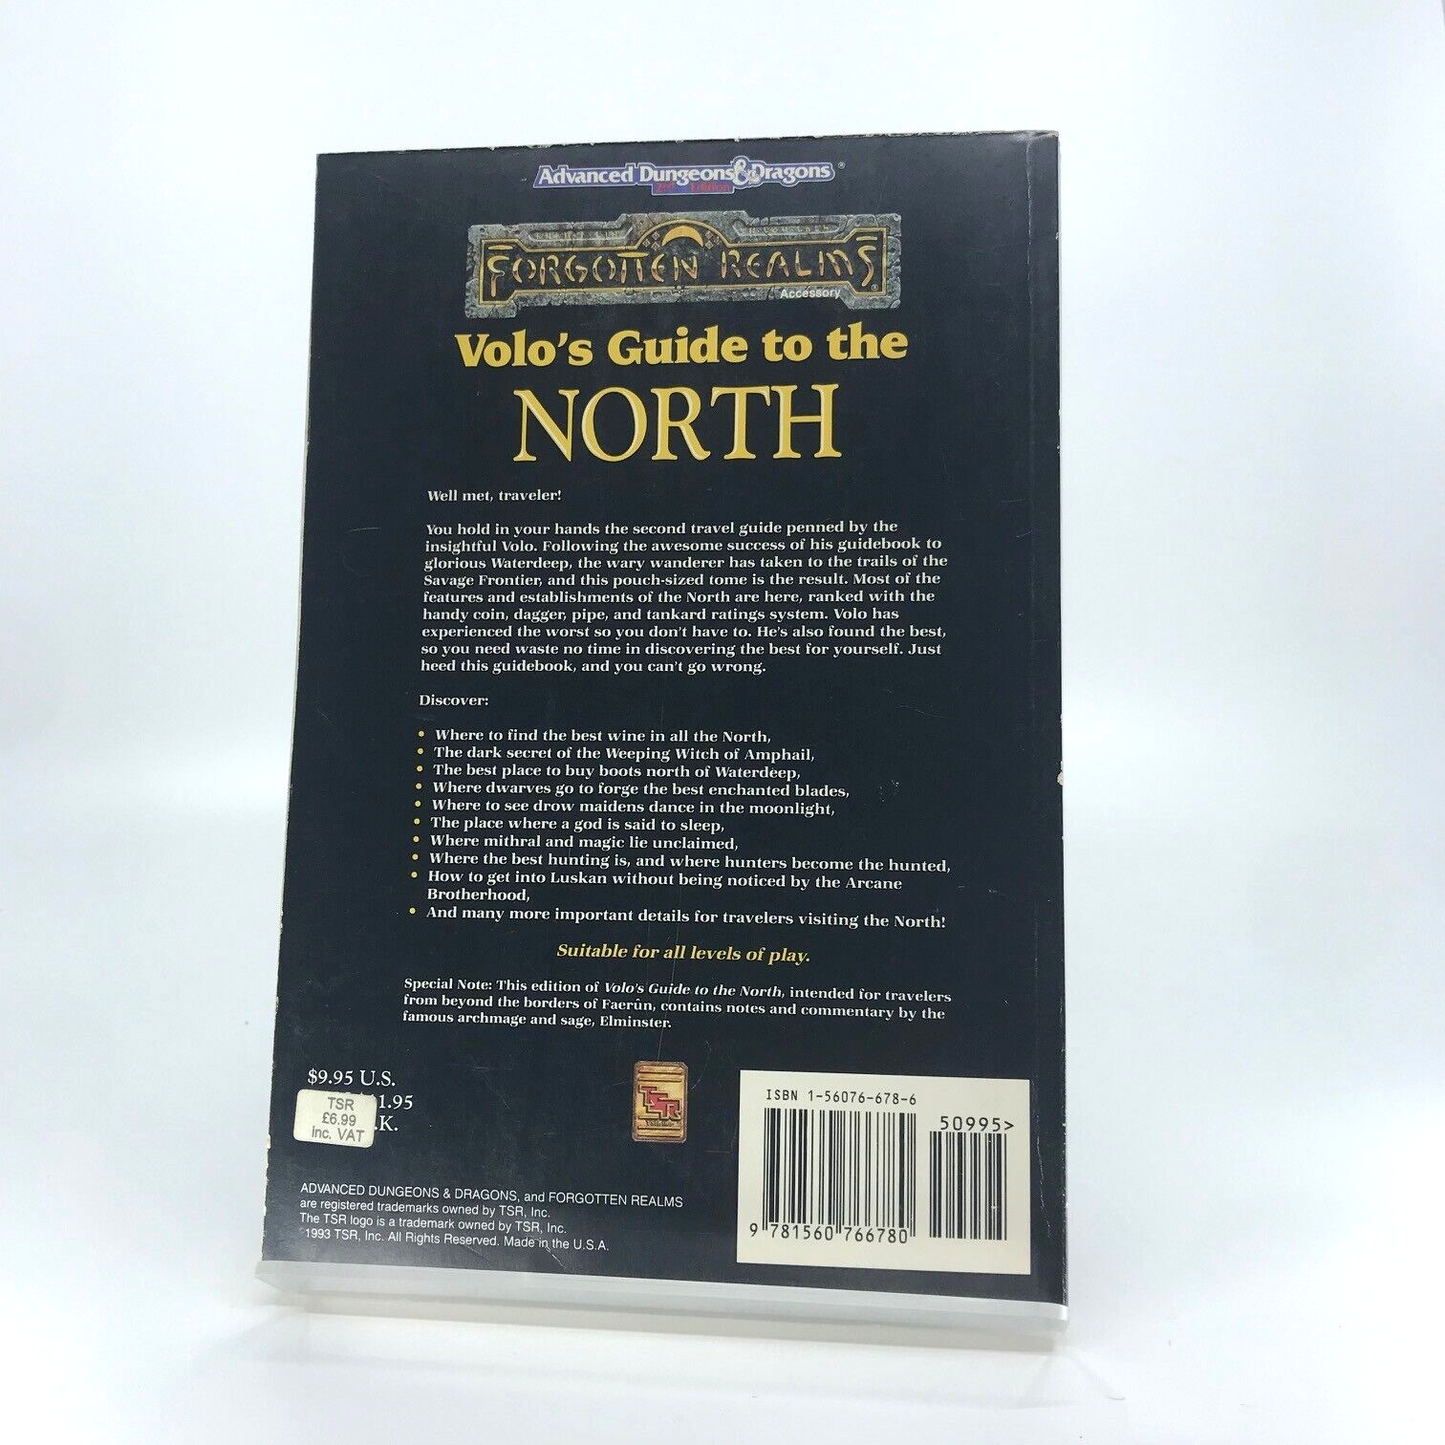 Advanced Dungeons & Dragons®
2nd Edition
FORGOTTEN REALMS®
Accessory
Volo's Guide to the
NORTH
Well met, traveler!
You hold in your hands the second travel guide penned by the
insightful Volo. Following the awesome success of his guidebook to
glorious Waterdeep, the wary wanderer has taken to the trails of the
Savage Frontier, and this pouch-sized tome is the result. Most of the
features and establishments of the North are here, ranked with the
handy coin, dagger, pipe, and tankard ratings system. Volo has
experienced the worst so you don't have to. He's also found the best,
so you need waste no time in discovering the best for yourself. Just
heed this guidebook, and you can't go wrong.
Discover:
• Where to find the best wine in all the North,
• The dark secret of the Weeping Witch of Amphail,
• The best place to buy boots north of Waterdeep,
• Where dwarves go to forge the best enchanted blades,
• Where to see drow maidens dance in the moonlight,
• The place where a god is said to sleep,
• Where mithral and magic lie unclaimed,
• Where the best hunting is, and where hunters become the hunted,
• How to get into Luskan without being noticed by the Arcane
Brotherhood,
• And many more important details for travelers visiting the North!
Suitable for all levels of play.
Special Note: This edition of Volo's Guide to the North, intended for travelers
from beyond the borders of Faerûn, contains notes and commentary by the
famous archmage and sage, Elminster.
$9.95 U.S.
1.95
.K.
TSR
£6.99
inc. VAT
TSR
ISBN 1-56076-678-6
50995>
9 781560 766780
ADVANCED DUNGEONS & DRAGONS, and FORGOTTEN REALMS
are registered trademarks owned by TSR, Inc.
The TSR logo is a trademark owned by TSR, Inc.
©1993 TSR, Inc. All Rights Reserved. Made in the U.S.A.